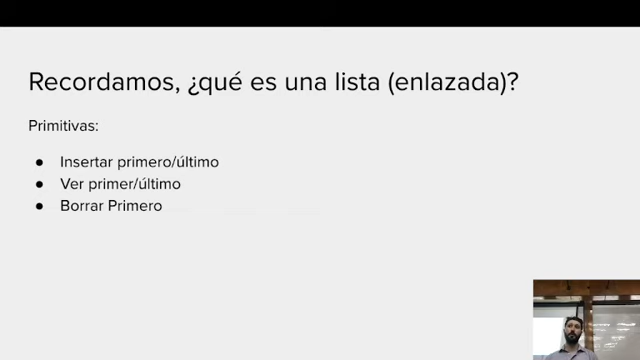 Recordamos, ¿qué es una lista (enlazada)?
Primitivas:
● Insertar primero/último
● Ver primer/último
● Borrar Primero